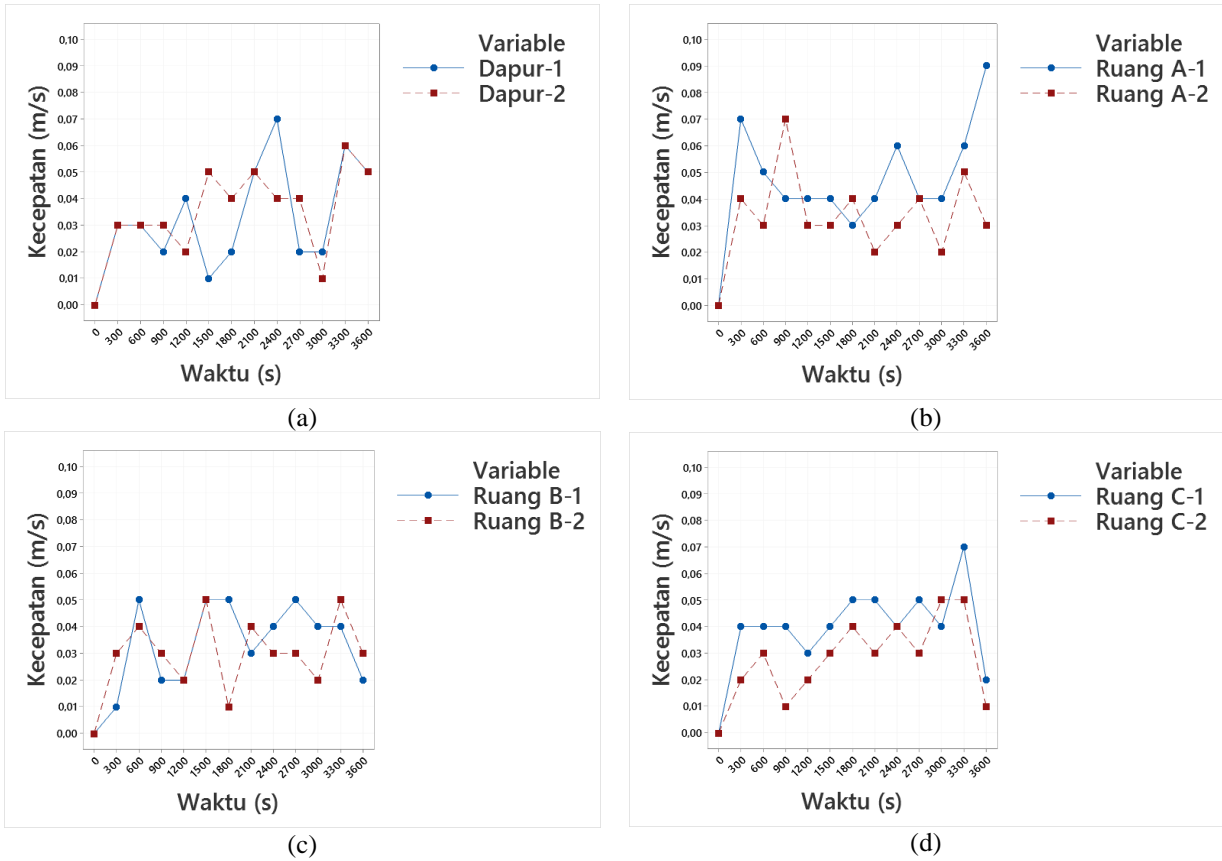 Kecepatan (m/s)
0,10
0,09
0,08
0,07
0,06
0,05
0,04
0,03
0,02
0,01
0,00
0 300 600 900 1200 1500 1800 2100 2400 2700 3000 3300 3600
Waktu (s)
Variable
Dapur-1
Dapur-2
(a)
Kecepatan (m/s)
0,10
0,09
0,08
0,07
0,06
0,05
0,04
0,03
0,02
0,01
0,00
0 300 600 900 1200 1500 1800 2100 2400 2700 3000 3300 3600
Waktu (s)
Variable
Ruang A-1
Ruang A-2
(b)
Kecepatan (m/s)
0,10
0,09
0,08
0,07
0,06
0,05
0,04
0,03
0,02
0,01
0,00
0 300 600 900 1200 1500 1800 2100 2400 2700 3000 3300 3600
Waktu (s)
Variable
Ruang B-1
Ruang B-2
(c)
Kecepatan (m/s)
0,10
0,09
0,08
0,07
0,06
0,05
0,04
0,03
0,02
0,01
0,00
0 300 600 900 1200 1500 1800 2100 2400 2700 3000 3300 3600
Waktu (s)
Variable
Ruang C-1
Ruang C-2
(d)